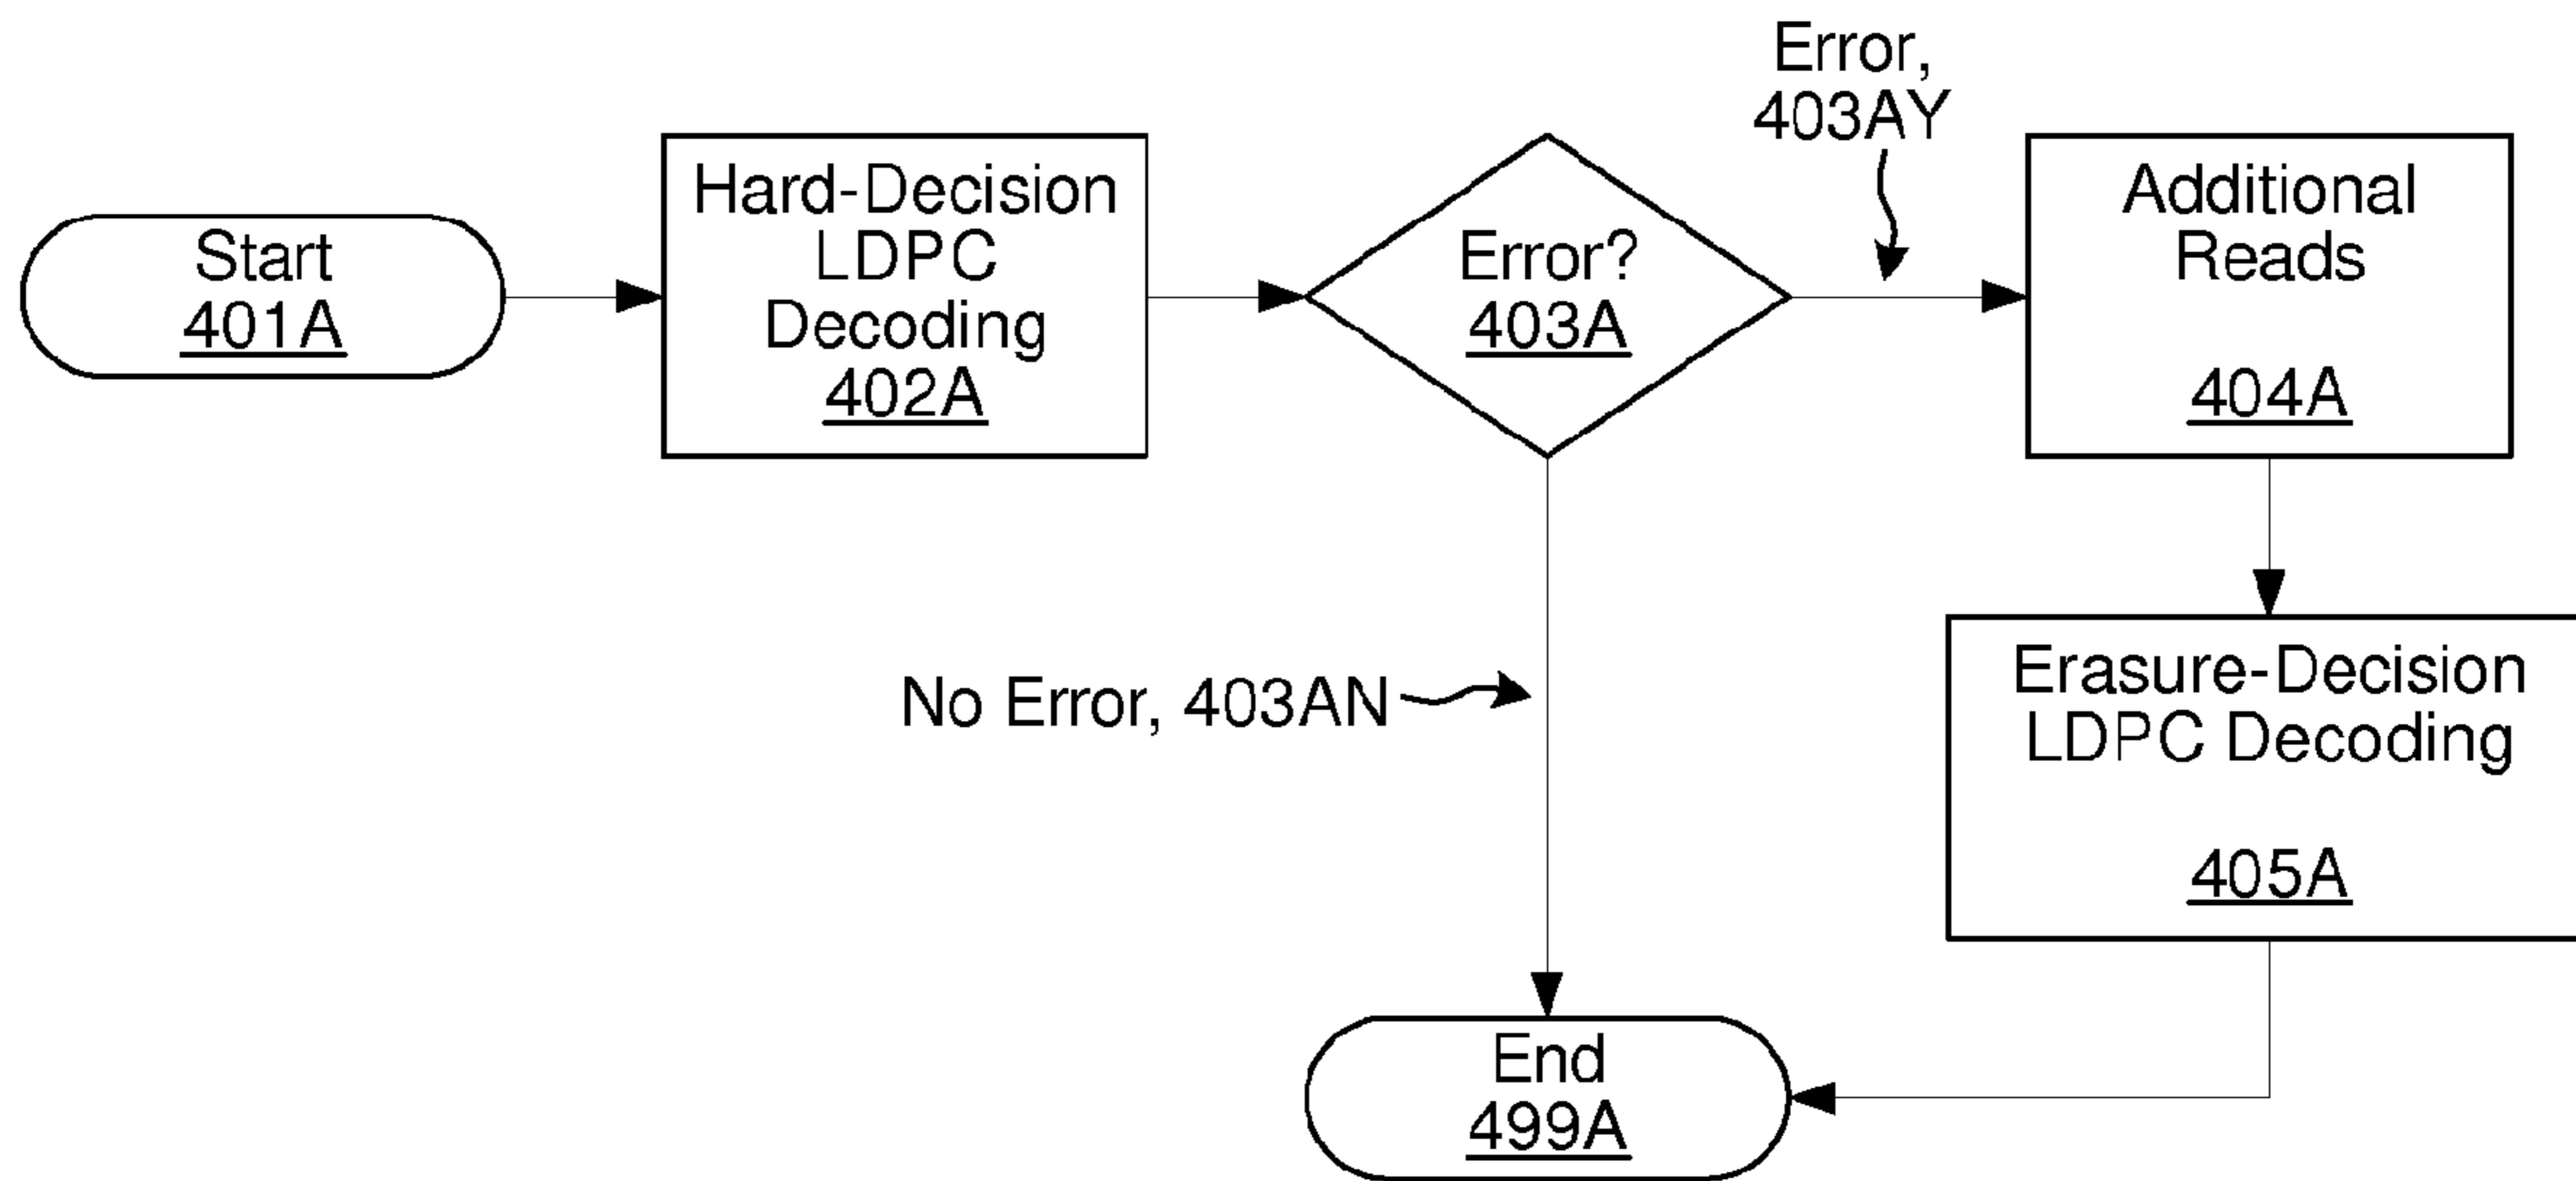 Start
401A
Hard-Decision
LDPC
Decoding
402A
Error?
403A
Error,
403AY
Additional
Reads
404A
No Error, 403AN
Erasure-Decision
LDPC Decoding
405A
End
499A